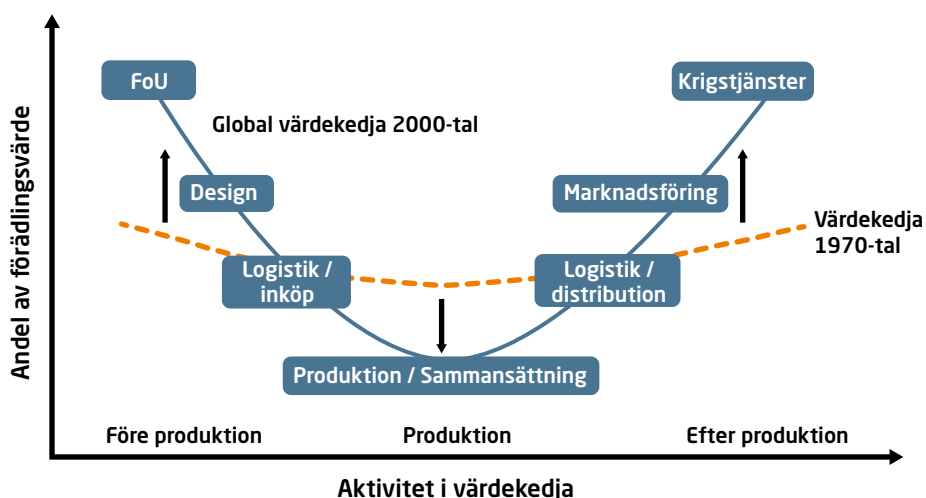 Andel av förädlingsvärde
FoU
Krigstjänster
Global värdekedja 2000-tal
Design
Marknadsföring
Värdekedja
1970-tal
Logistik /
inköp
Logistik /
distribution
Produktion / Sammansättning
Före produktion
Produktion
Efter produktion
Aktivitet i värdekedja